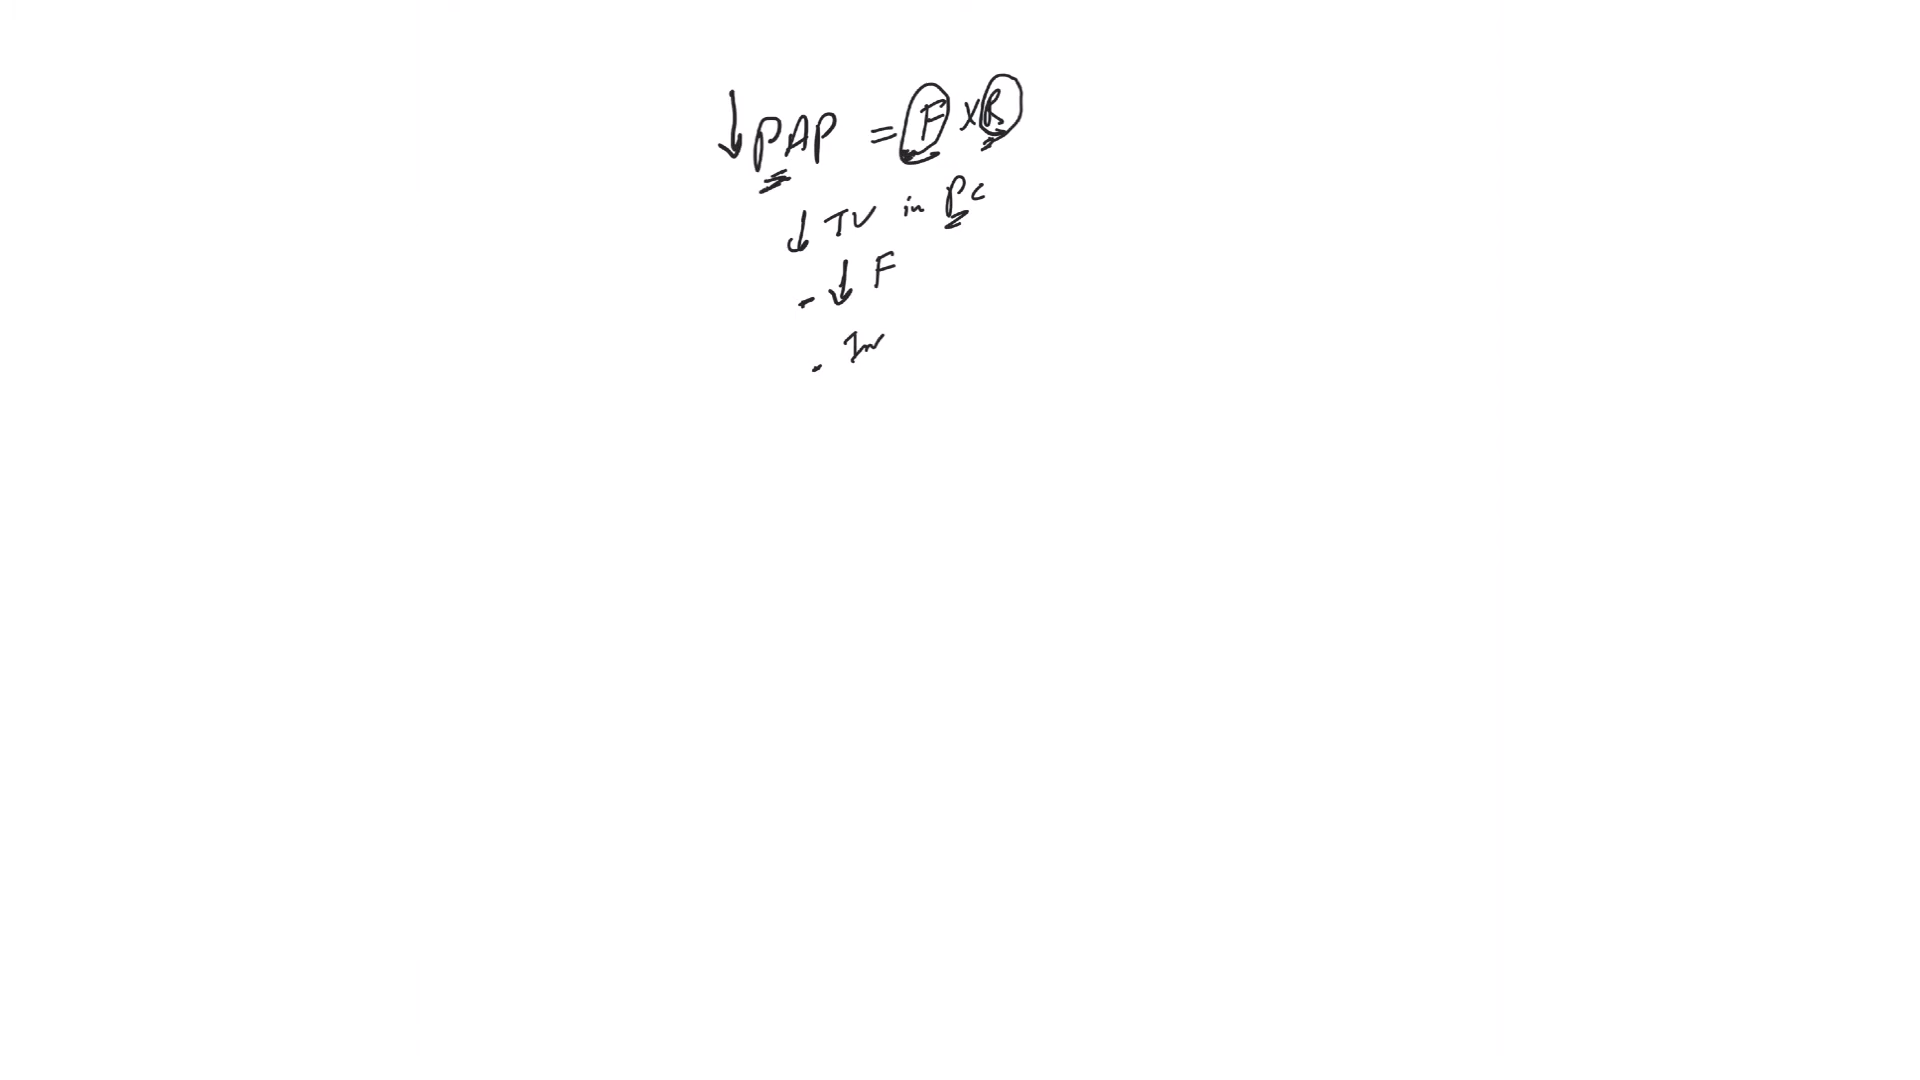 ↓ PAP = F x R
↓ TV in PC
- ↓ F